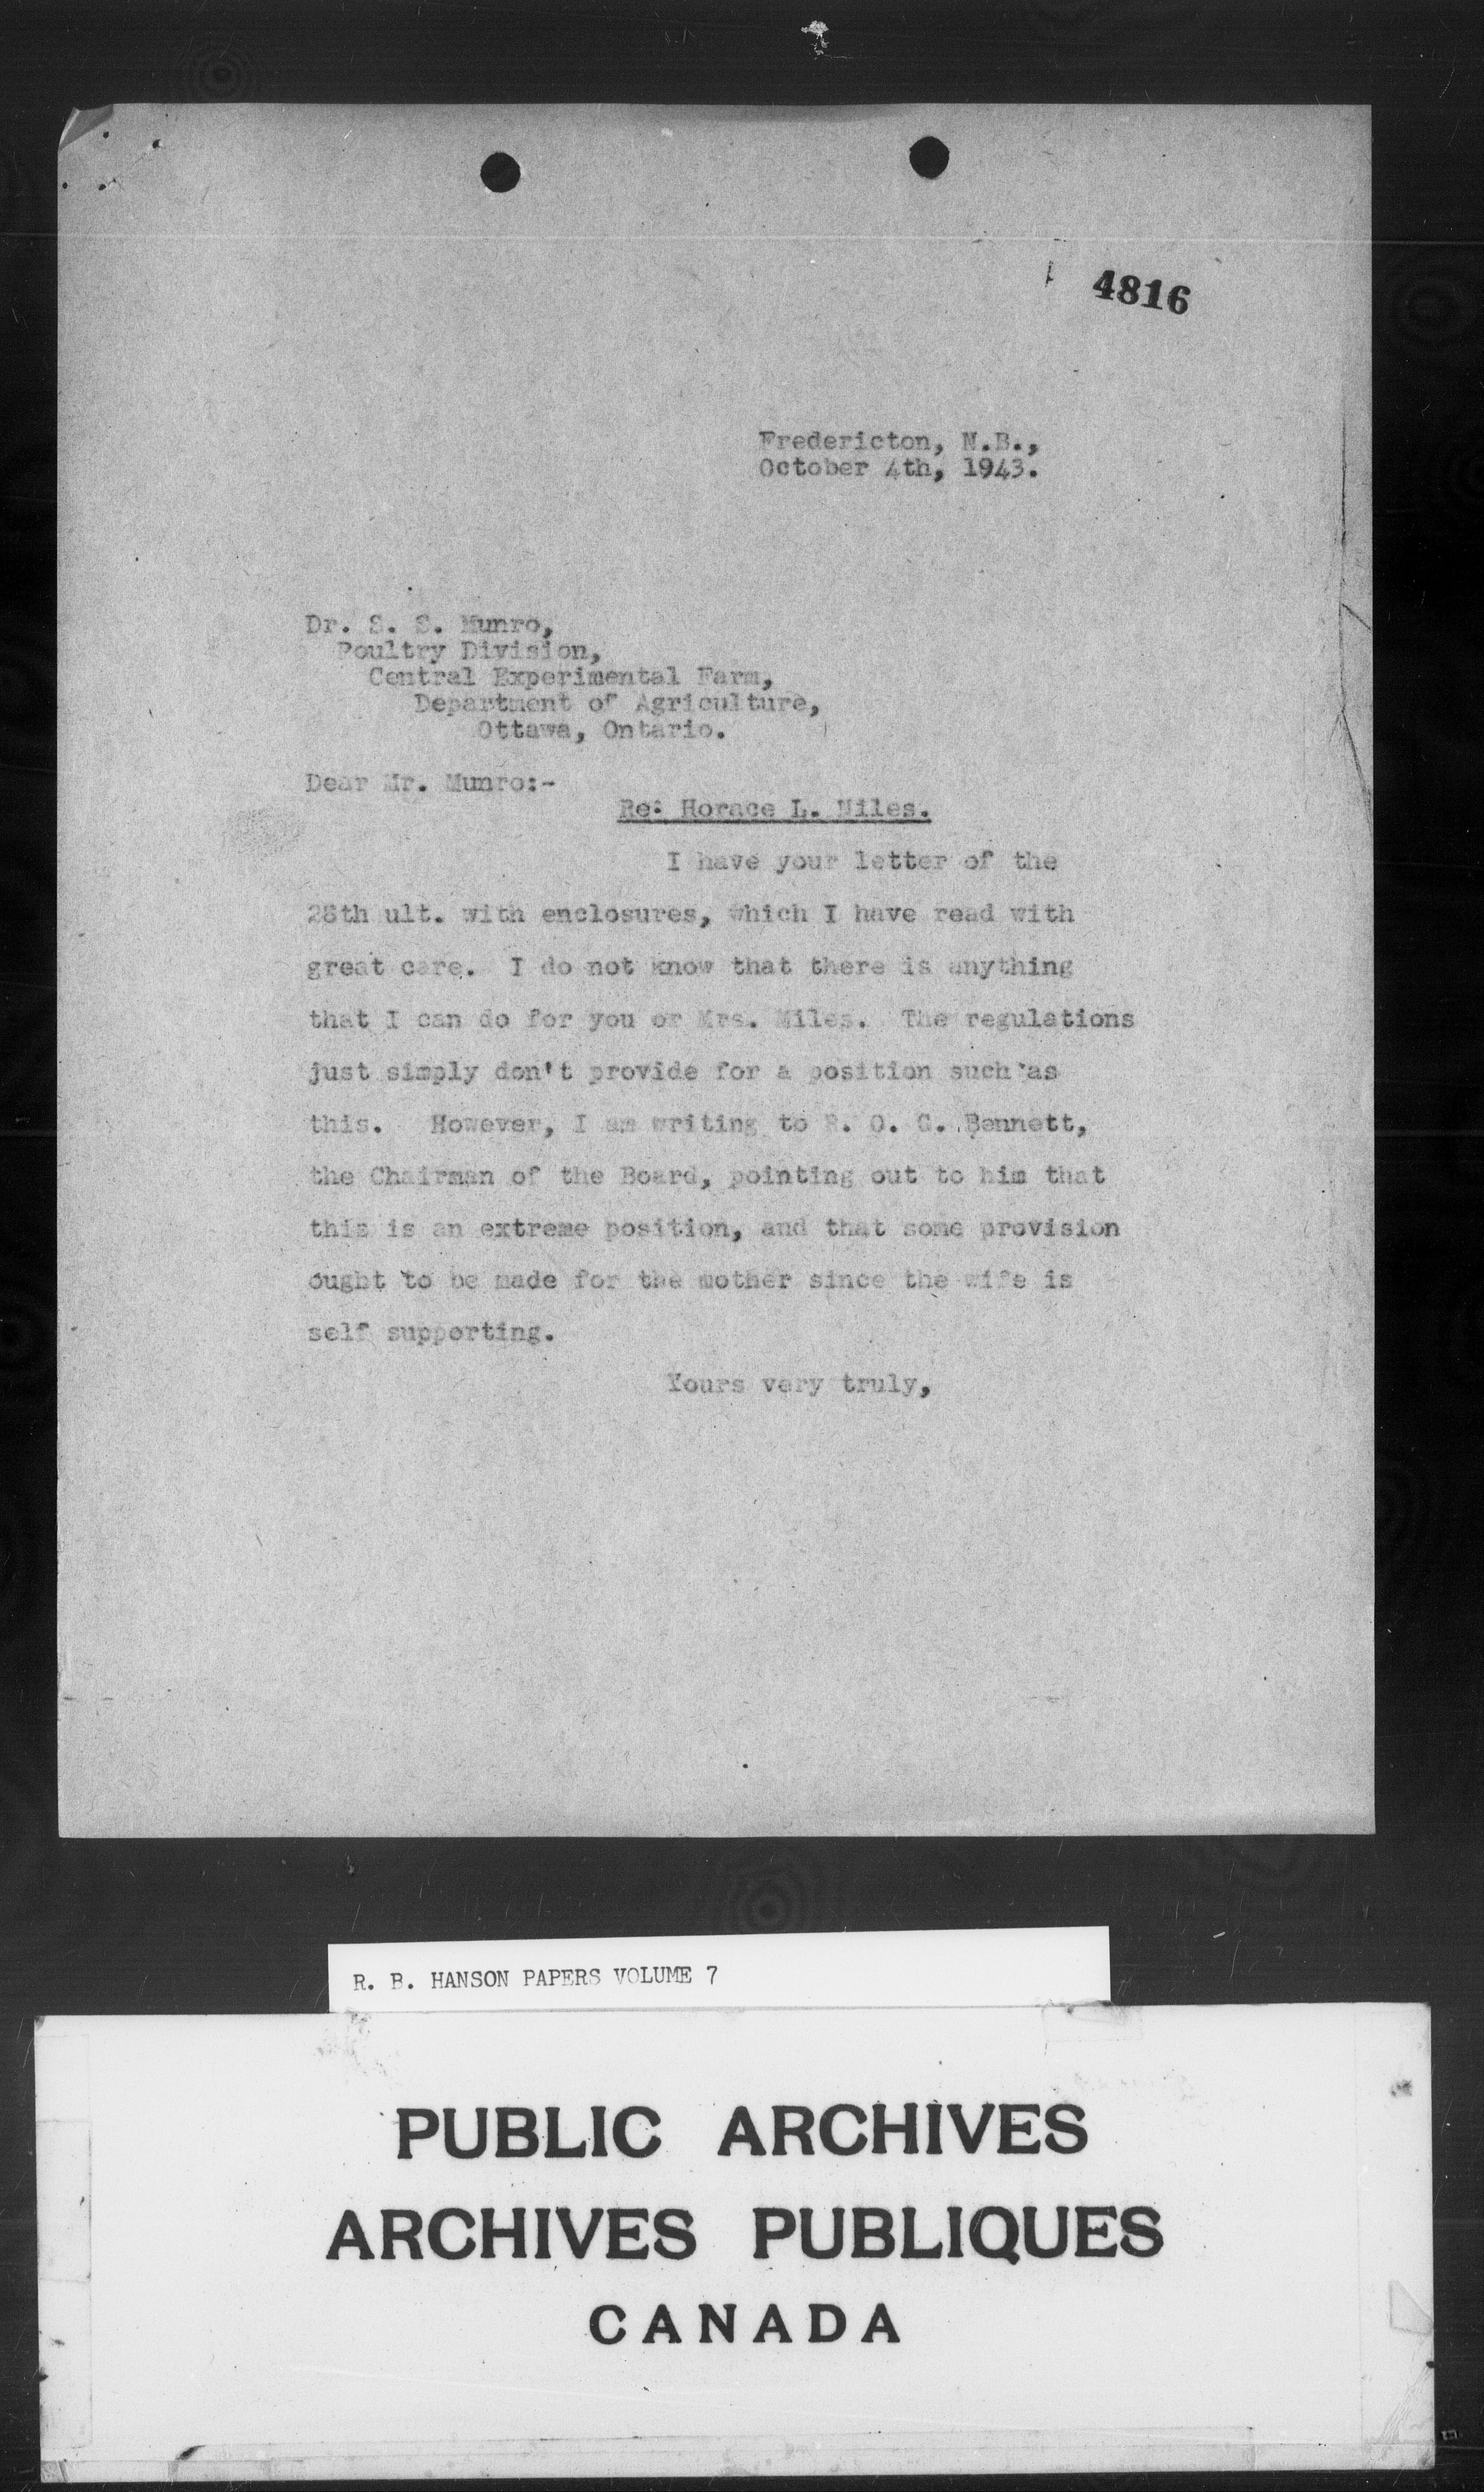 4816
Fredericton, N.B.,
October 4th, 1943.
Dr. S. S. Munro,
Poultry Division,
Central Experimental Farm,
Department of Agriculture,
Ottawa, Ontario.
Dear Mr. Munro:-
Re: Horace L. Miles.
I have your letter of the
28th ult. with enclosures, which I have read with
great care. I do not know that there is anything
that I can do for you or Mrs. Miles. The regulations
just simply don't provide for a position such as
this. However, I am writing to R. O. G. Bennett,
the Chairman of the Board, pointing out to him that
this is an extreme position, and that some provision
ought to be made for the mother since the wife is
self supporting.
Yours very truly,
R. B. HANSON PAPERS VOLUME 7
PUBLIC ARCHIVES
ARCHIVES PUBLIQUES
CANADA